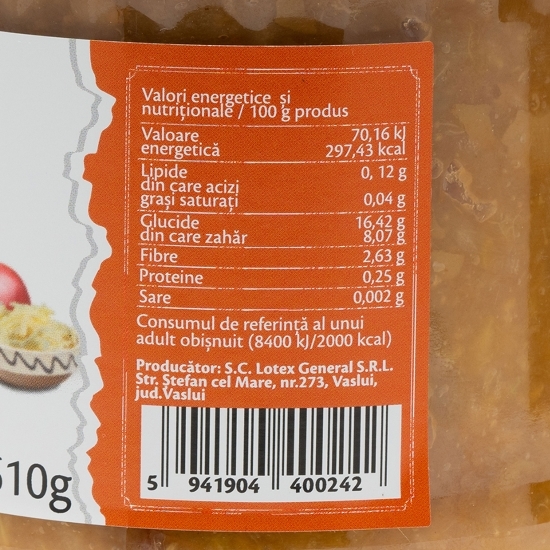 Valori energetice și
nutriționale / 100 g produs
Valoare 70,16 kJ
energetică 297,43 kcal
Lipide 0, 12 g
din care acizi
grași saturați 0,04 g
Glucide 16,42 g
din care zahăr 8,07 g
Fibre 2,63 g
Proteine 0,25 g
Sare 0,002 g
Consumul de referință al unui
adult obișnuit (8400 kJ/2000 kcal)
Producător: S.C. Lotex General S.R.L.
Str. Ștefan cel Mare, nr.273, Vaslui,
jud.Vaslui
5 941904 400242
10g